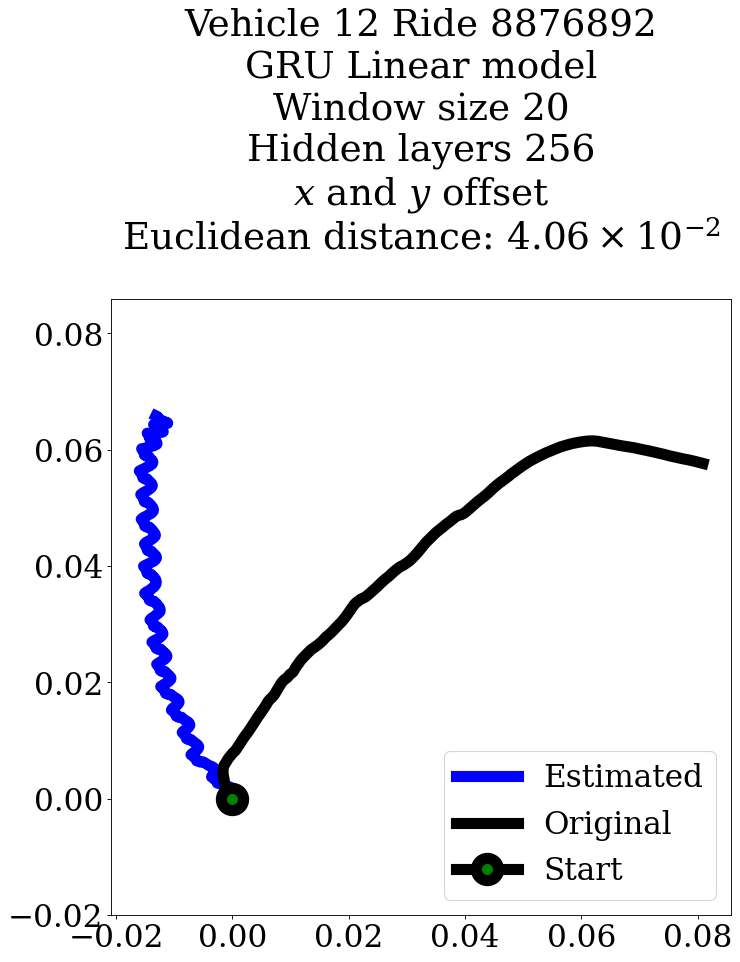 Vehicle 12 Ride 8876892
GRU Linear model
Window size 20
Hidden layers 256
x and y offset
Euclidean distance: 4.06 × 10⁻²
0.08
0.06
0.04
0.02
0.00
−0.02
Estimated
Original
Start
−0.02 0.00 0.02 0.04 0.06 0.08